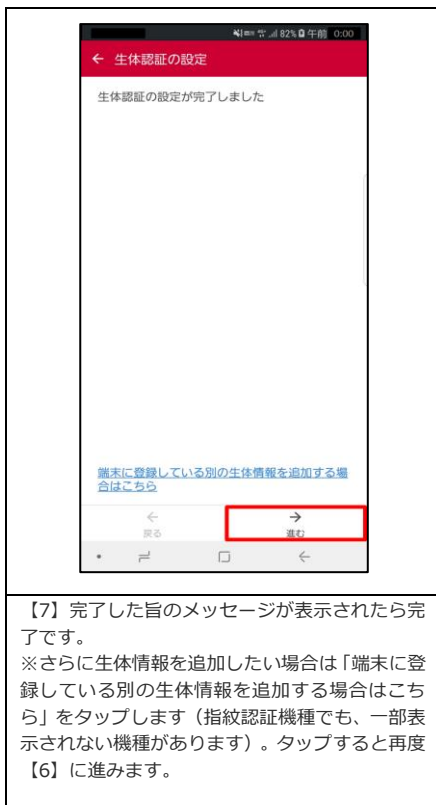 82% 午前 0:00
← 生体認証の設定
生体認証の設定が完了しました
端末に登録している別の生体情報を追加する場
合はこちら
← →
戻る 進む
【7】完了した旨のメッセージが表示されたら完
了です。
※さらに生体情報を追加したい場合は「端末に登
録している別の生体情報を追加する場合はこち
ら」をタップします（指紋認証機種でも、一部表
示されない機種があります）。タップすると再度
【6】に進みます。